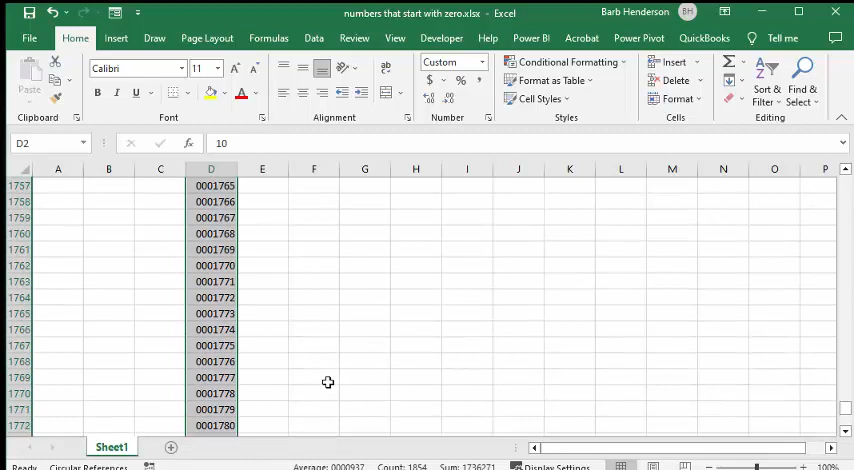 numbers that start with zero.xlsx - Excel
Barb Henderson BH
File Home Insert Draw Page Layout Formulas Data Review View Developer Help Power BI Acrobat Power Pivot QuickBooks Tell me
Paste
Calibri 11 A A
B I U A
ab
Custom
$ % ,
Conditional Formatting
Format as Table
Cell Styles
Insert
Delete
Format
Sort &
Filter
Find &
Select
Clipboard Font Alignment Number Styles Cells Editing
D2 fx 10
A B C D E F G H I J K L M N O P
1757 0001765
1758 0001766
1759 0001767
1760 0001768
1761 0001769
1762 0001770
1763 0001771
1764 0001772
1765 0001773
1766 0001774
1767 0001775
1768 0001776
1769 0001777
1770 0001778
1771 0001779
1772 0001780
Sheet1
Ready Circular References Average: 0000937 Count: 1854 Sum: 1736271 Display Settings 100%